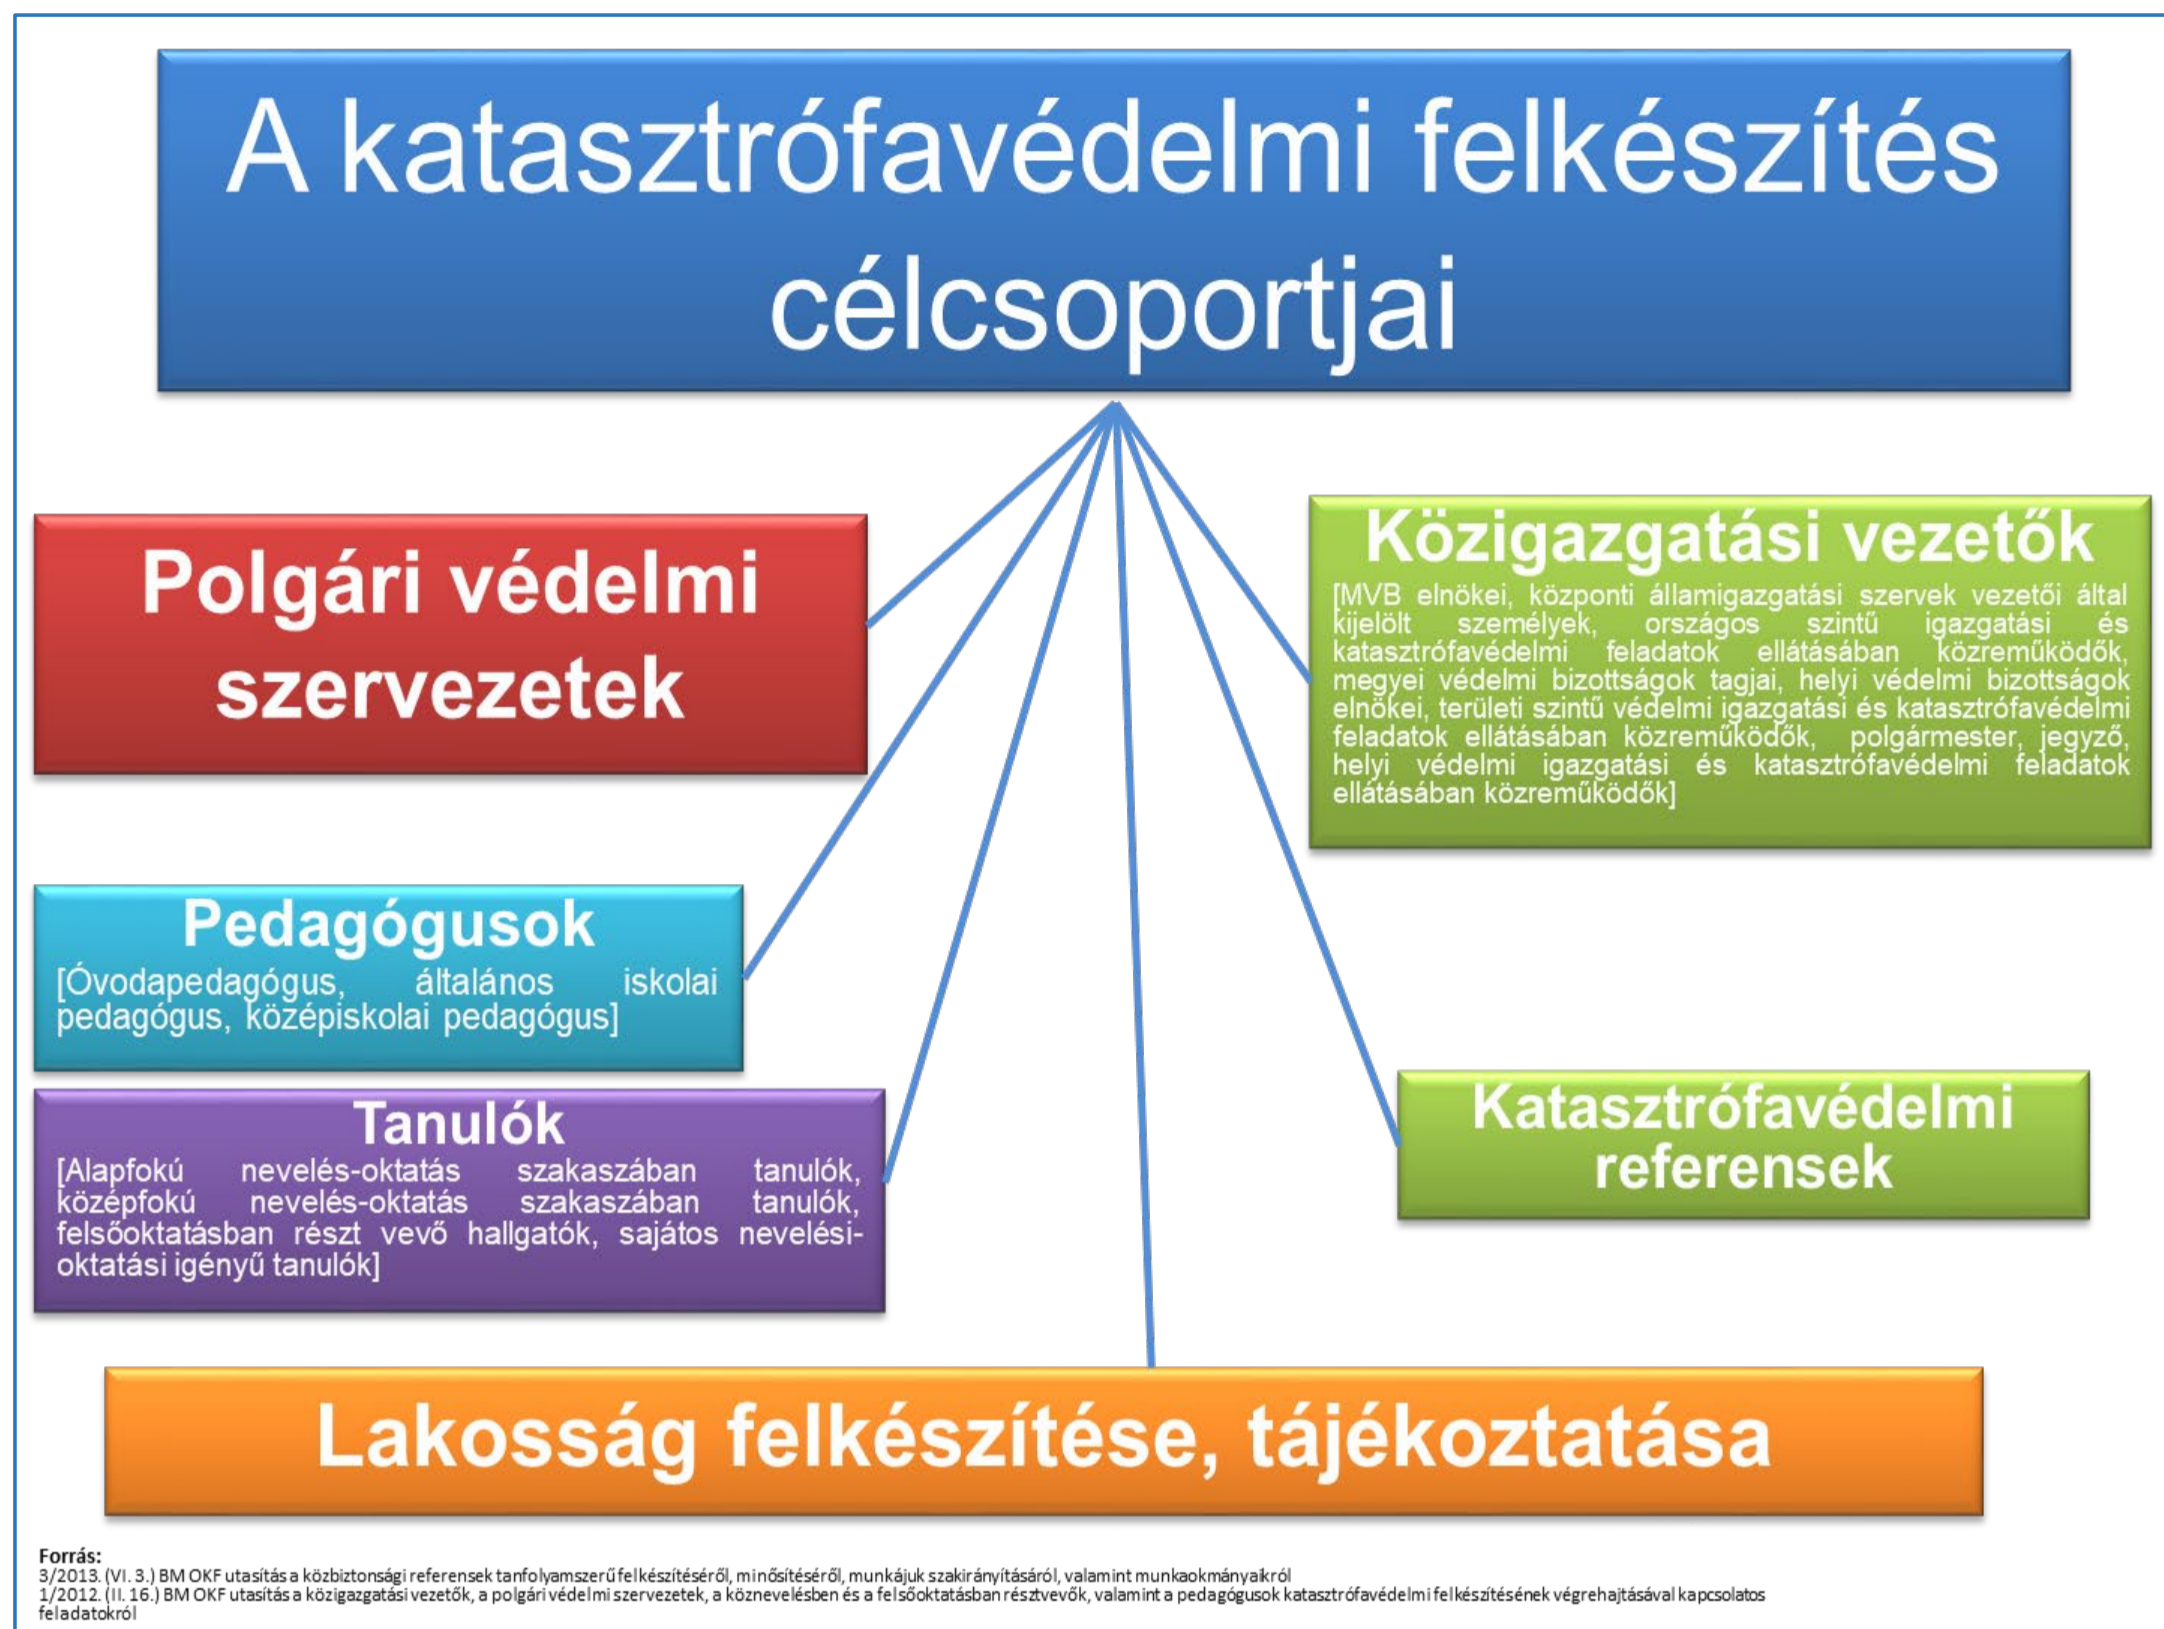 A katasztrófavédelmi felkészítés
célcsoportjai
Polgári védelmi
szervezetek
Közigazgatási vezetők
[MVB elnökei, központi államigazgatási szervek vezetői által
kijelölt személyek, országos szintű igazgatási és
katasztrófavédelmi feladatok ellátásában közreműködők,
megyei védelmi bizottságok tagjai, helyi védelmi bizottságok
elnökei, területi szintű védelmi igazgatási és katasztrófavédelmi
feladatok ellátásában közreműködők, polgármester, jegyző,
helyi védelmi igazgatási és katasztrófavédelmi feladatok
ellátásában közreműködők]
Pedagógusok
[Óvodapedagógus, általános iskolai
pedagógus, középiskolai pedagógus]
Tanulók
[Alapfokú nevelés-oktatás szakaszában tanulók,
középfokú nevelés-oktatás szakaszában tanulók,
felsőoktatásban részt vevő hallgatók, sajátos nevelési-
oktatási igényű tanulók]
Katasztrófavédelmi
referensek
Lakosság felkészítése, tájékoztatása
Forrás:
3/2013. (VI. 3.) BM OKF utasítás a közbiztonsági referensek tanfolyamszerű felkészítéséről, minősítéséről, munkájuk szakirányításáról, valamint munkaokmányaikról
1/2012. (II. 16.) BM OKF utasítás a közigazgatási vezetők, a polgári védelmi szervezetek, a köznevelésben és a felsőoktatásban résztvevők, valamint a pedagógusok katasztrófavédelmi felkészítésének végrehajtásával kapcsolatos
feladatokról